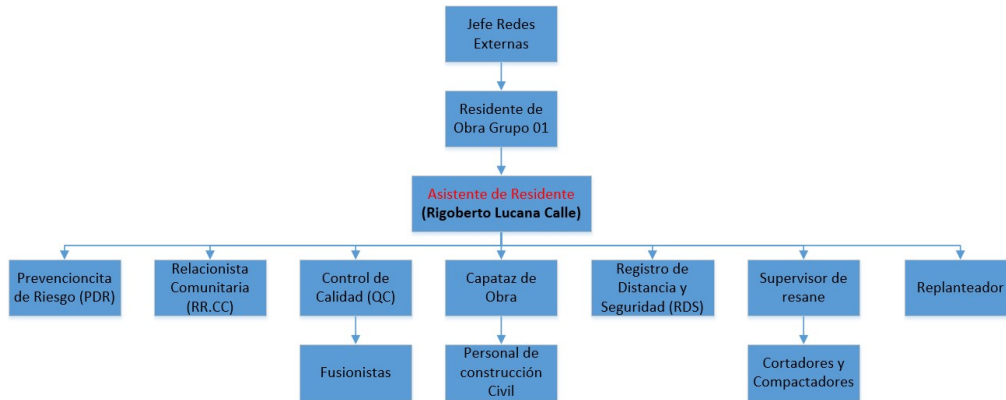 Jefe Redes
Externas
Residente de
Obra Grupo 01
Asistente de Residente
(Rigoberto Lucana Calle)
Prevencioncita
de Riesgo (PDR)
Relacionista
Comunitaria
(RR.CC)
Control de
Calidad (QC)
Capataz de
Obra
Registro de
Distancia y
Seguridad (RDS)
Supervisor de
resane
Replanteador
Fusionistas
Personal de
construcción
Civil
Cortadores y
Compactadores